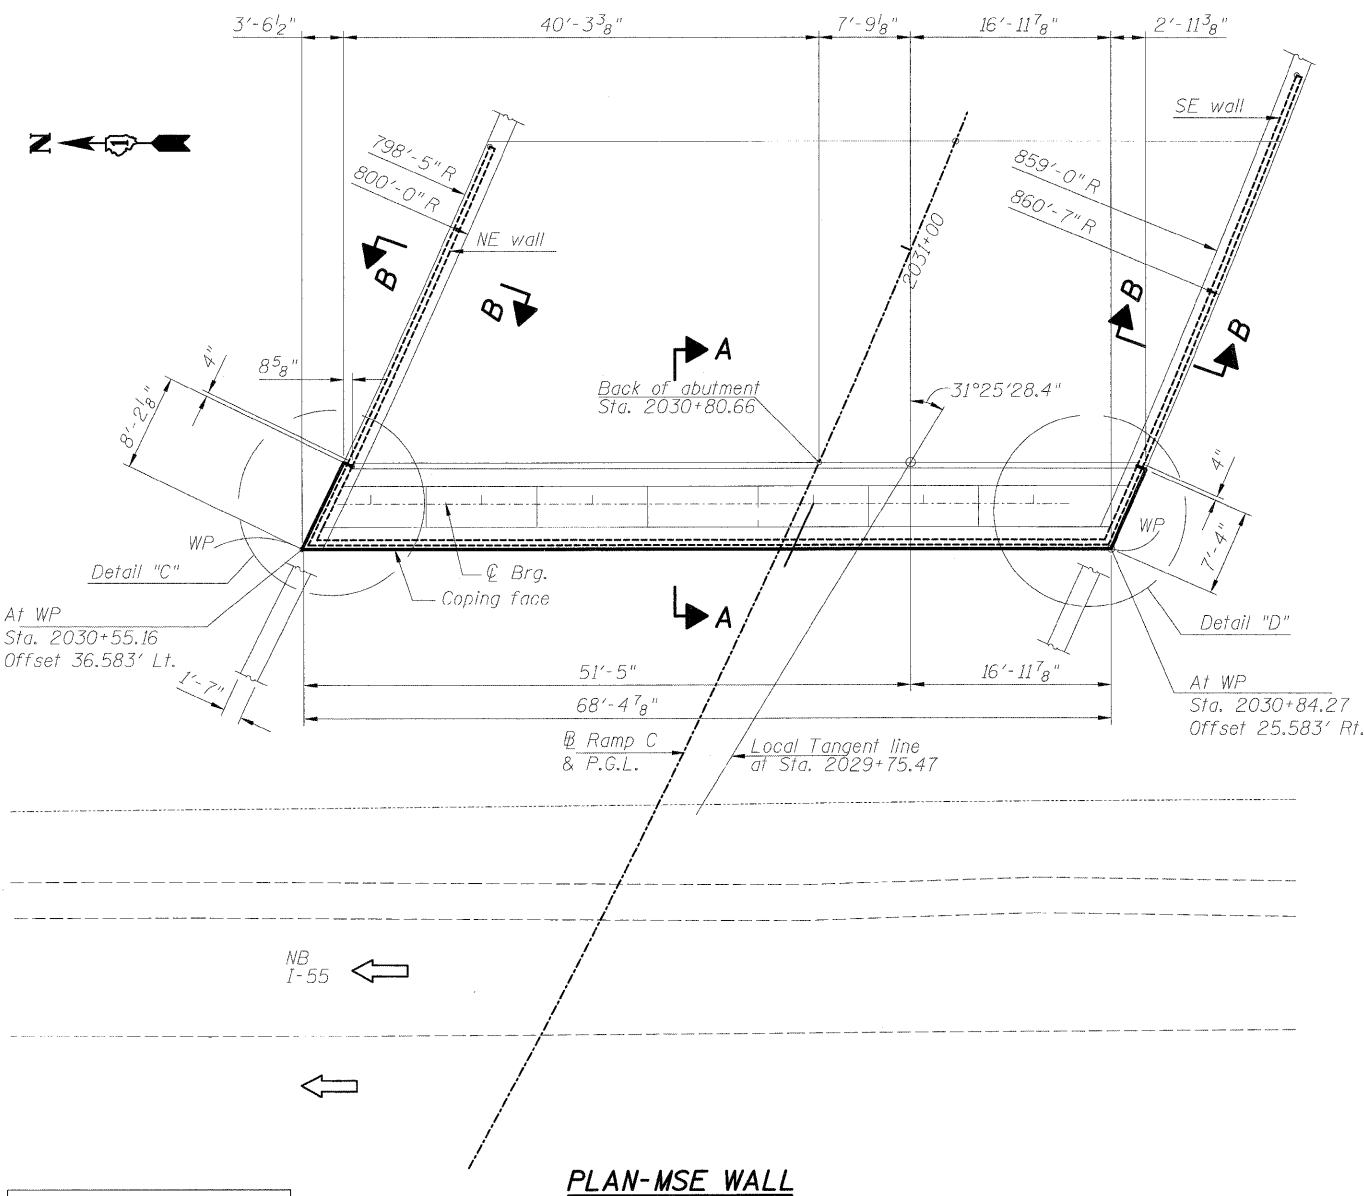 3'-6½"
40'-3⅜"
7'-9⅛"
16'-11⅞"
2'-11⅜"
N
SE wall
798'-5" R
800'-0" R
859'-0" R
860'-7" R
NE wall
2031+00
B
B
B
B
A
4"
8⅝"
8'-2⅛"
Back of abutment
Sta. 2030+80.66
31°25'28.4"
4"
7'-4"
WP
WP
Detail "C"
℄ Brg.
Coping face
A
Detail "D"
At WP
Sta. 2030+55.16
Offset 36.583' Lt.
1'-7"
51'-5"
16'-11⅞"
68'-4⅞"
At WP
Sta. 2030+84.27
Offset 25.583' Rt.
B Ramp C
& P.G.L.
Local Tangent line
at Sta. 2029+75.47
NB
I-55
PLAN-MSE WALL